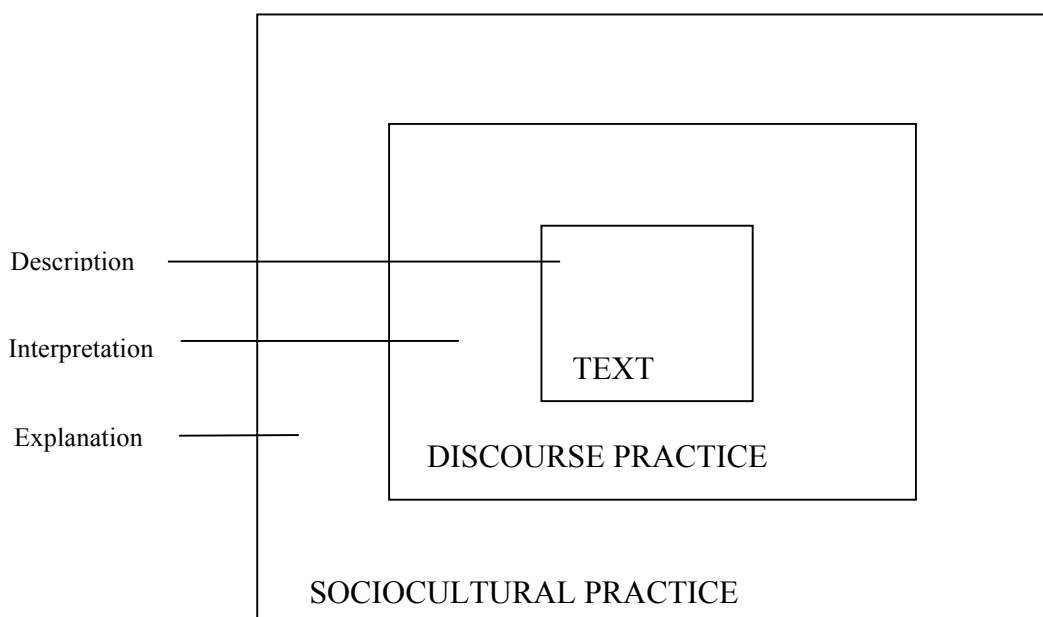 Description
TEXT
Interpretation
Explanation
DISCOURSE PRACTICE
SOCIOCULTURAL PRACTICE